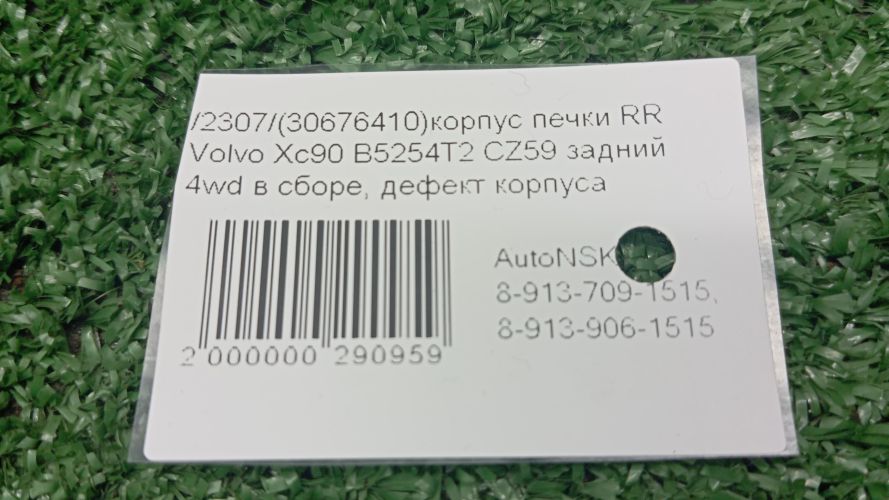 /2307/(30676410)корпус печки RR
Volvo Xc90 B5254T2 CZ59 задний
4wd в сборе, дефект корпуса
AutoNSK
8-913-709-1515,
8-913-906-1515
2 000000 290959